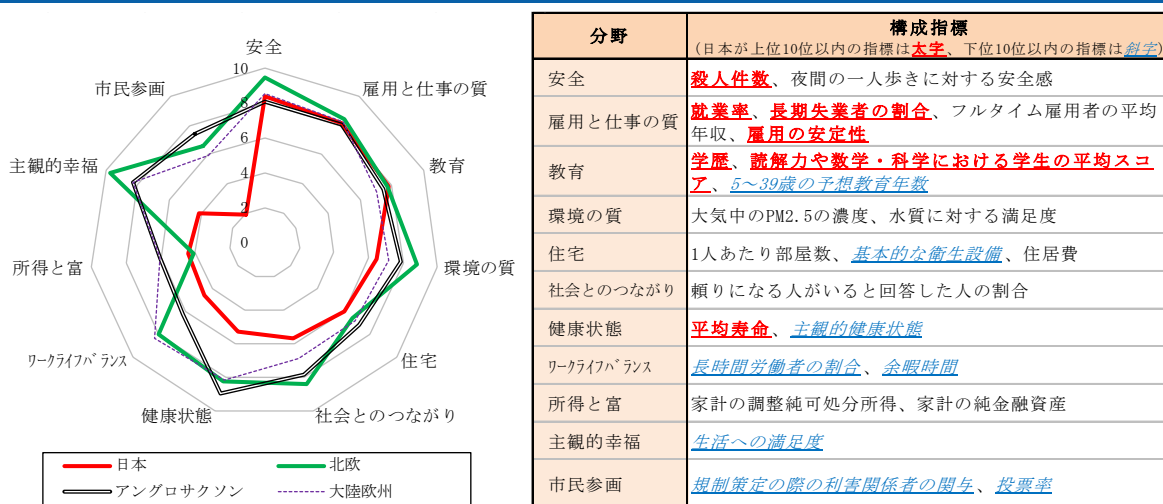 安全
雇用と仕事の質
教育
環境の質
住宅
社会とのつながり
健康状態
ワークライフバランス
所得と富
主観的幸福
市民参画
10
8
6
4
2
0
日本
北欧
アングロサクソン
大陸欧州
分野
構成指標
(日本が上位10位以内の指標は太字、下位10位以内の指標は斜字)
安全
殺人件数、夜間の一人歩きに対する安全感
雇用と仕事の質
就業率、長期失業者の割合、フルタイム雇用者の平均
年収、雇用の安定性
教育
学歴、読解力や数学・科学における学生の平均スコ
ア、5~39歳の予想教育年数
環境の質
大気中のPM2.5の濃度、水質に対する満足度
住宅
1人あたり部屋数、基本的な衛生設備、住居費
社会とのつながり
頼りになる人がいると回答した人の割合
健康状態
平均寿命、主観的健康状態
ワークライフバランス
長時間労働者の割合、余暇時間
所得と富
家計の調整純可処分所得、家計の純金融資産
主観的幸福
生活への満足度
市民参画
規制策定の際の利害関係者の関与、投票率